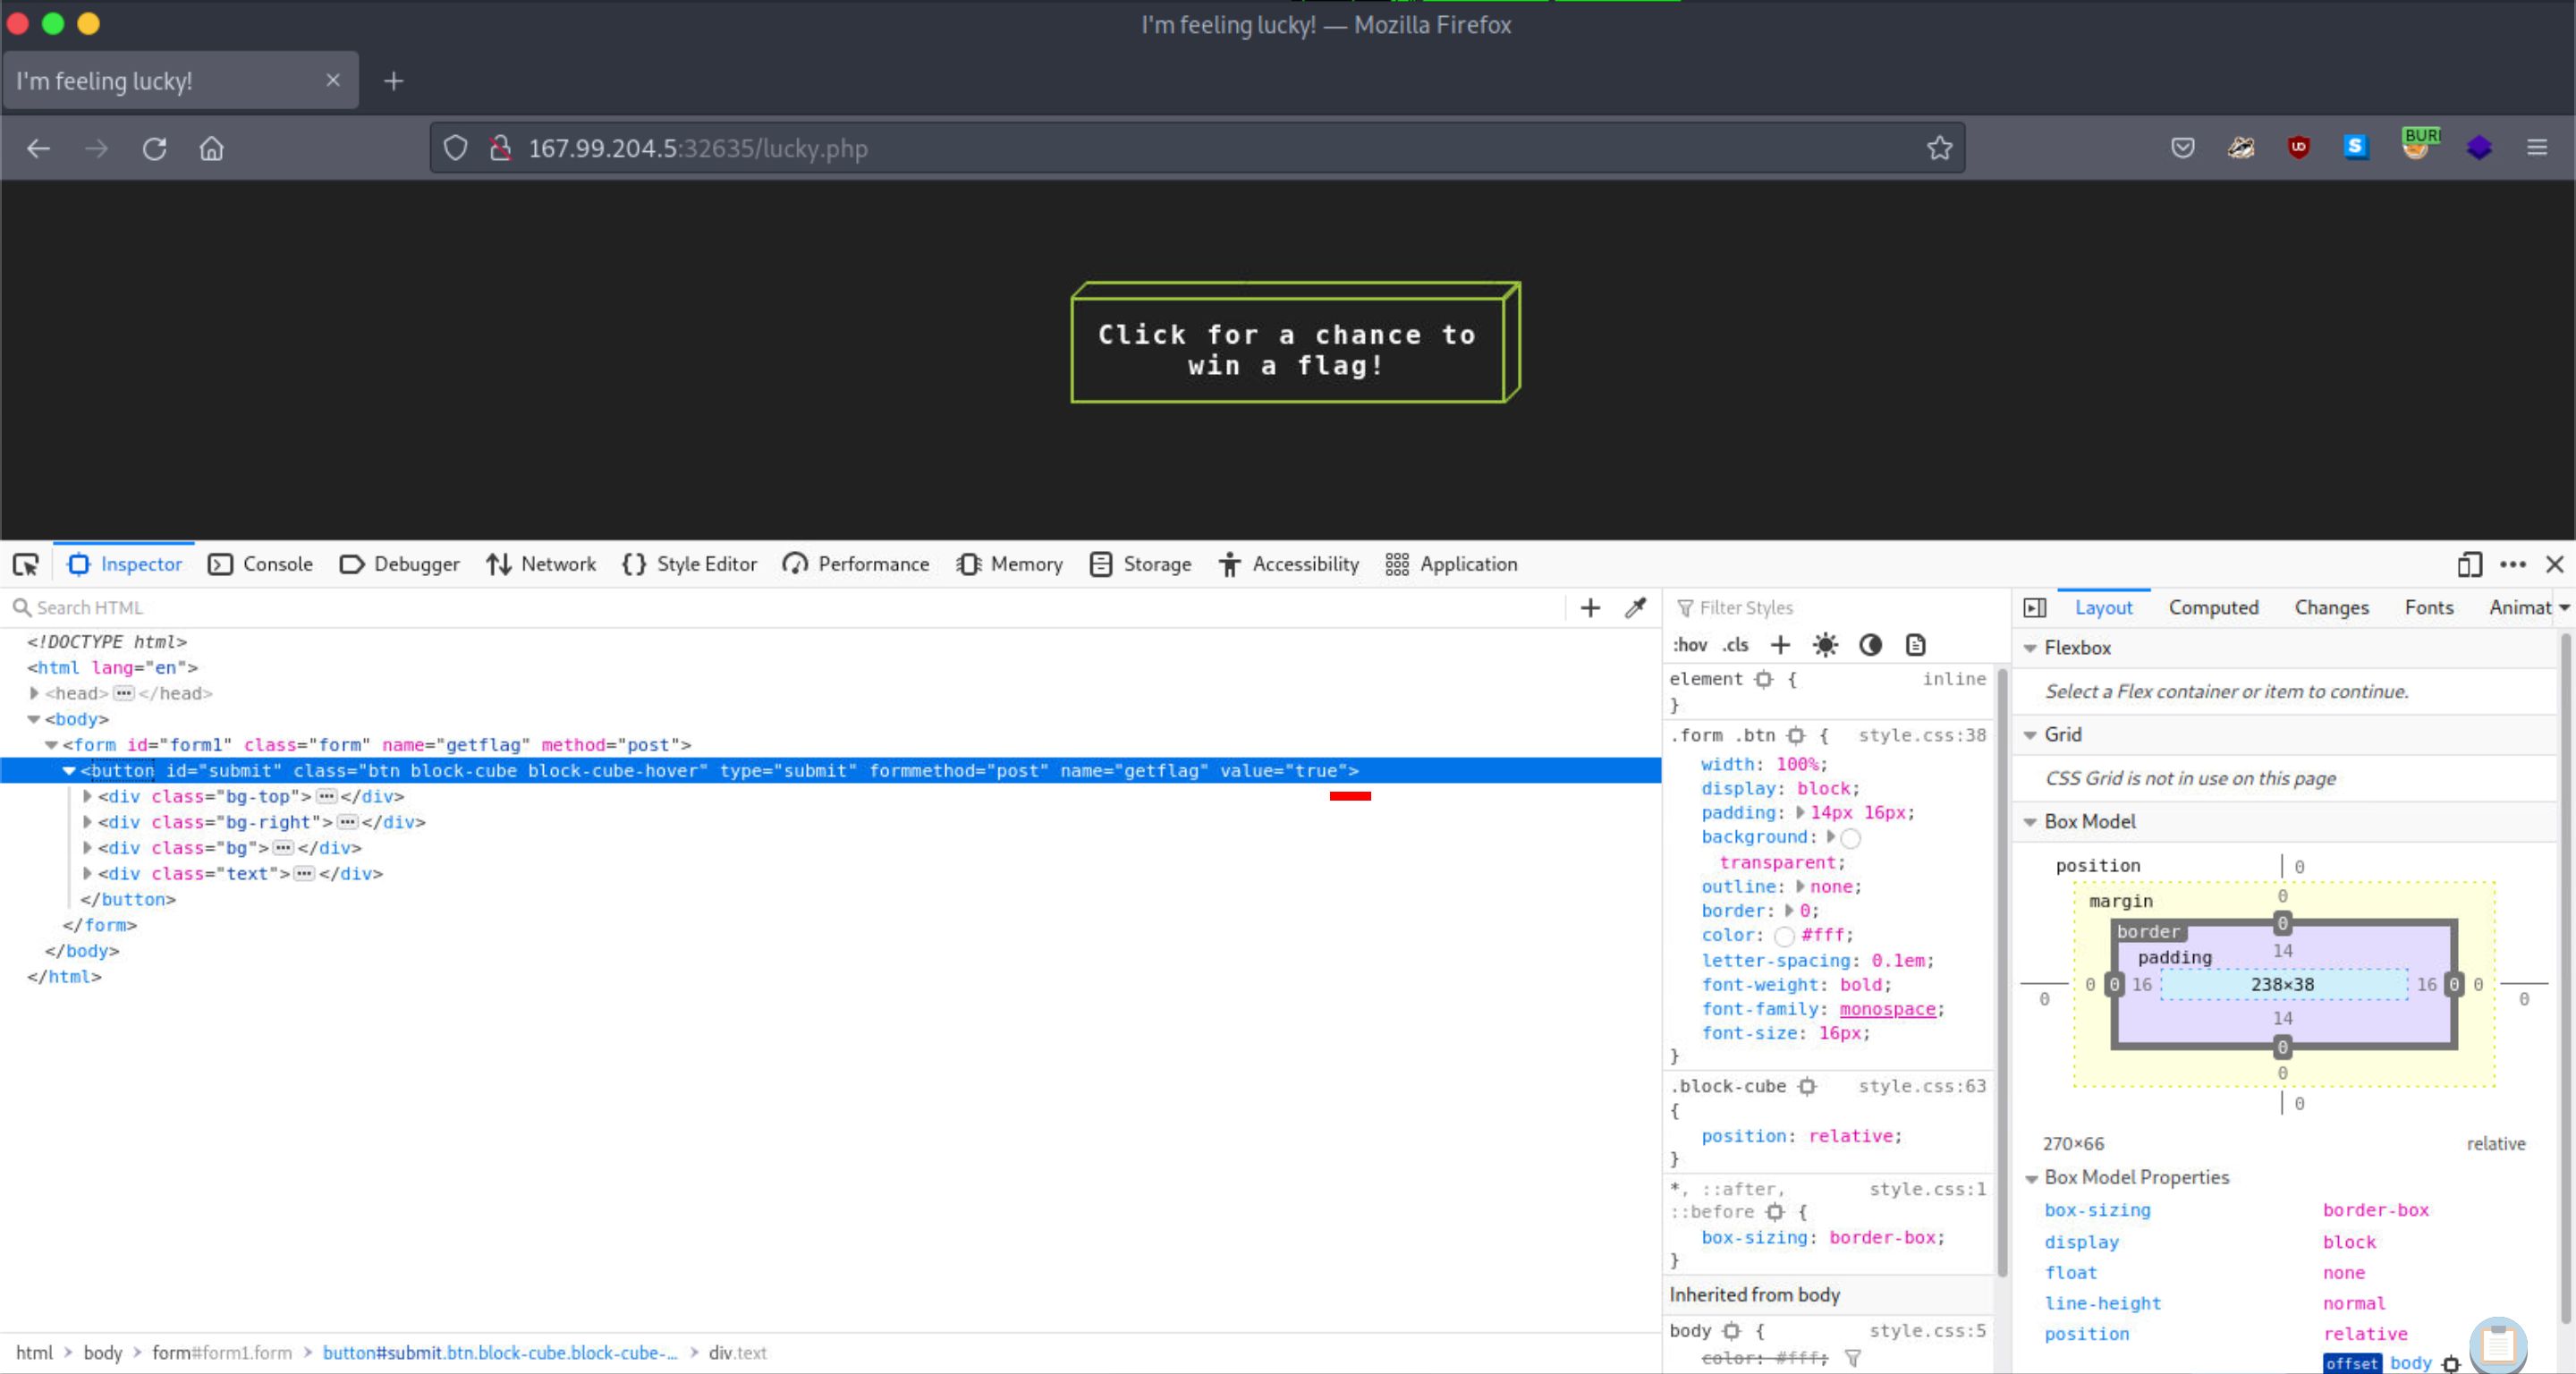 I'm feeling lucky! — Mozilla Firefox
I'm feeling lucky!
167.99.204.5:32635/lucky.php
BUR
Click for a chance to
win a flag!
Inspector Console Debugger Network Style Editor Performance Memory Storage Accessibility Application
Search HTML
<!DOCTYPE html>
<html lang="en">
<head> </head>
<body>
<form id="form1" class="form" name="getflag" method="post">
<button id="submit" class="btn block-cube block-cube-hover" type="submit" formmethod="post" name="getflag" value="true">
<div class="bg-top"> </div>
<div class="bg-right"> </div>
<div class="bg"> </div>
<div class="text"> </div>
</button>
</form>
</body>
</html>
html > body > form#form1.form > button#submit.btn.block-cube.block-cube-… > div.text
Filter Styles
:hov .cls
element { inline
}
.form .btn { style.css:38
width: 100%;
display: block;
padding: 14px 16px;
background:
transparent;
outline: none;
border: 0;
color: #fff;
letter-spacing: 0.1em;
font-weight: bold;
font-family: monospace;
font-size: 16px;
}
.block-cube style.css:63
{
position: relative;
}
*, ::after, style.css:1
::before {
box-sizing: border-box;
}
Inherited from body
body { style.css:5
color: #fff;
Layout Computed Changes Fonts Animat
Flexbox
Select a Flex container or item to continue.
Grid
CSS Grid is not in use on this page
Box Model
position 0
margin 0
border 0
padding 14
0 0 0 16 238×38 16 0 0 0
14
0
0
0
270×66 relative
Box Model Properties
box-sizing border-box
display block
float none
line-height normal
position relative
offset body